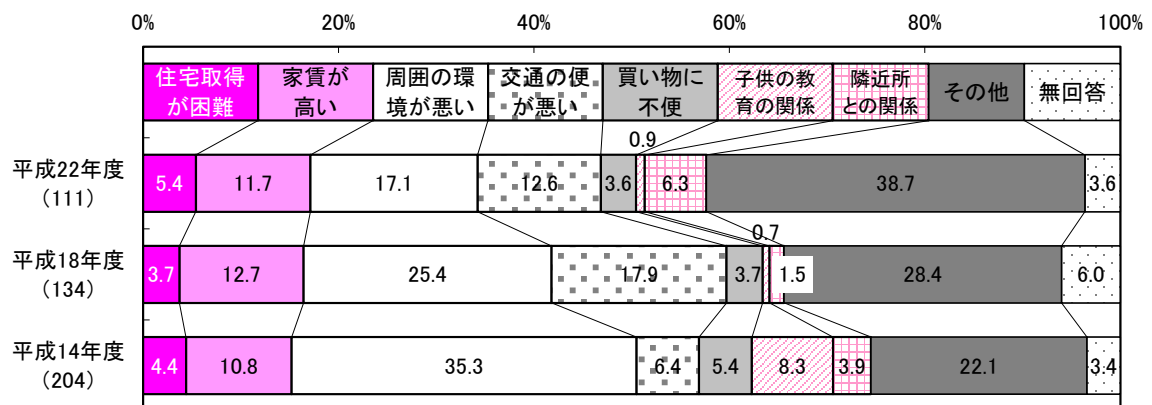 0% 20% 40% 60% 80% 100%
住宅取得 家賃が 周囲の環 交通の便 買い物に 子供の教 隣近所 その他 無回答
が困難 高い 境が悪い が悪い 不便 育の関係 との関係
0.9
平成22年度 5.4 11.7 17.1 12.6 3.6 6.3 38.7 3.6
(111)
0.7
平成18年度 3.7 12.7 25.4 17.9 3.7 1.5 28.4 6.0
(134)
平成14年度 4.4 10.8 35.3 6.4 5.4 8.3 3.9 22.1 3.4
(204)